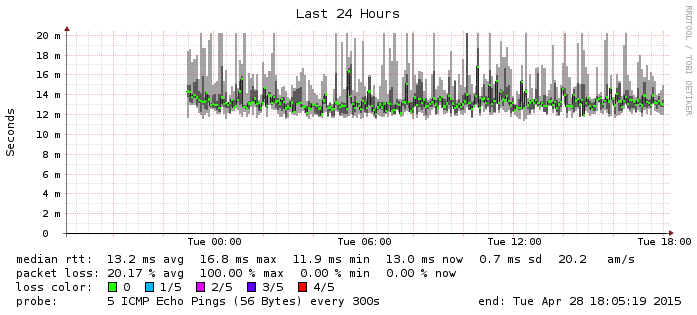 Last 24 Hours
RRDTOOL / TOBI OETIKER
Seconds
20 m
18 m
16 m
14 m
12 m
10 m
8 m
6 m
4 m
2 m
0
Tue 00:00 Tue 06:00 Tue 12:00 Tue 18:00
median rtt: 13.2 ms avg 16.8 ms max 11.9 ms min 13.0 ms now 0.7 ms sd 20.2 am/s
packet loss: 20.17 % avg 100.00 % max 0.00 % min 0.00 % now
loss color: 0 1/5 2/5 3/5 4/5
probe: 5 ICMP Echo Pings (56 Bytes) every 300s end: Tue Apr 28 18:05:19 2015